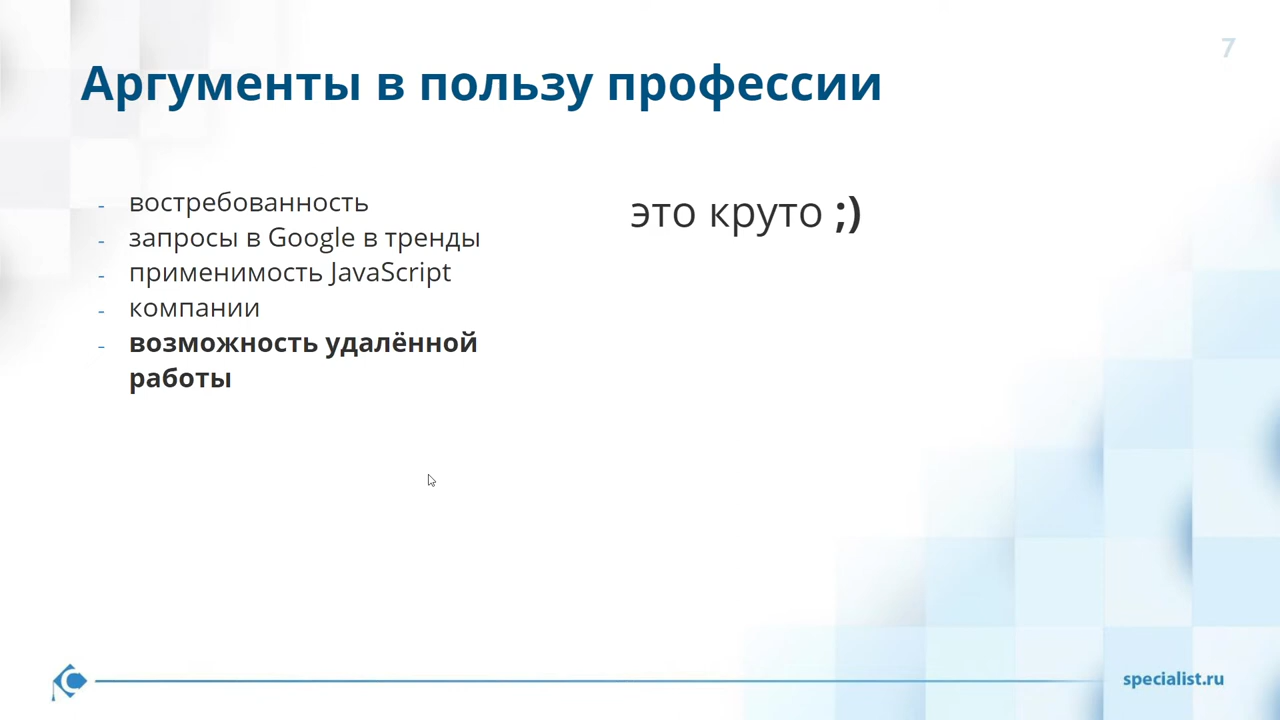 7
Аргументы в пользу профессии
- востребованность
- запросы в Google в тренды
- применимость JavaScript
- компании
- возможность удалённой
работы
это круто ;)
specialist.ru